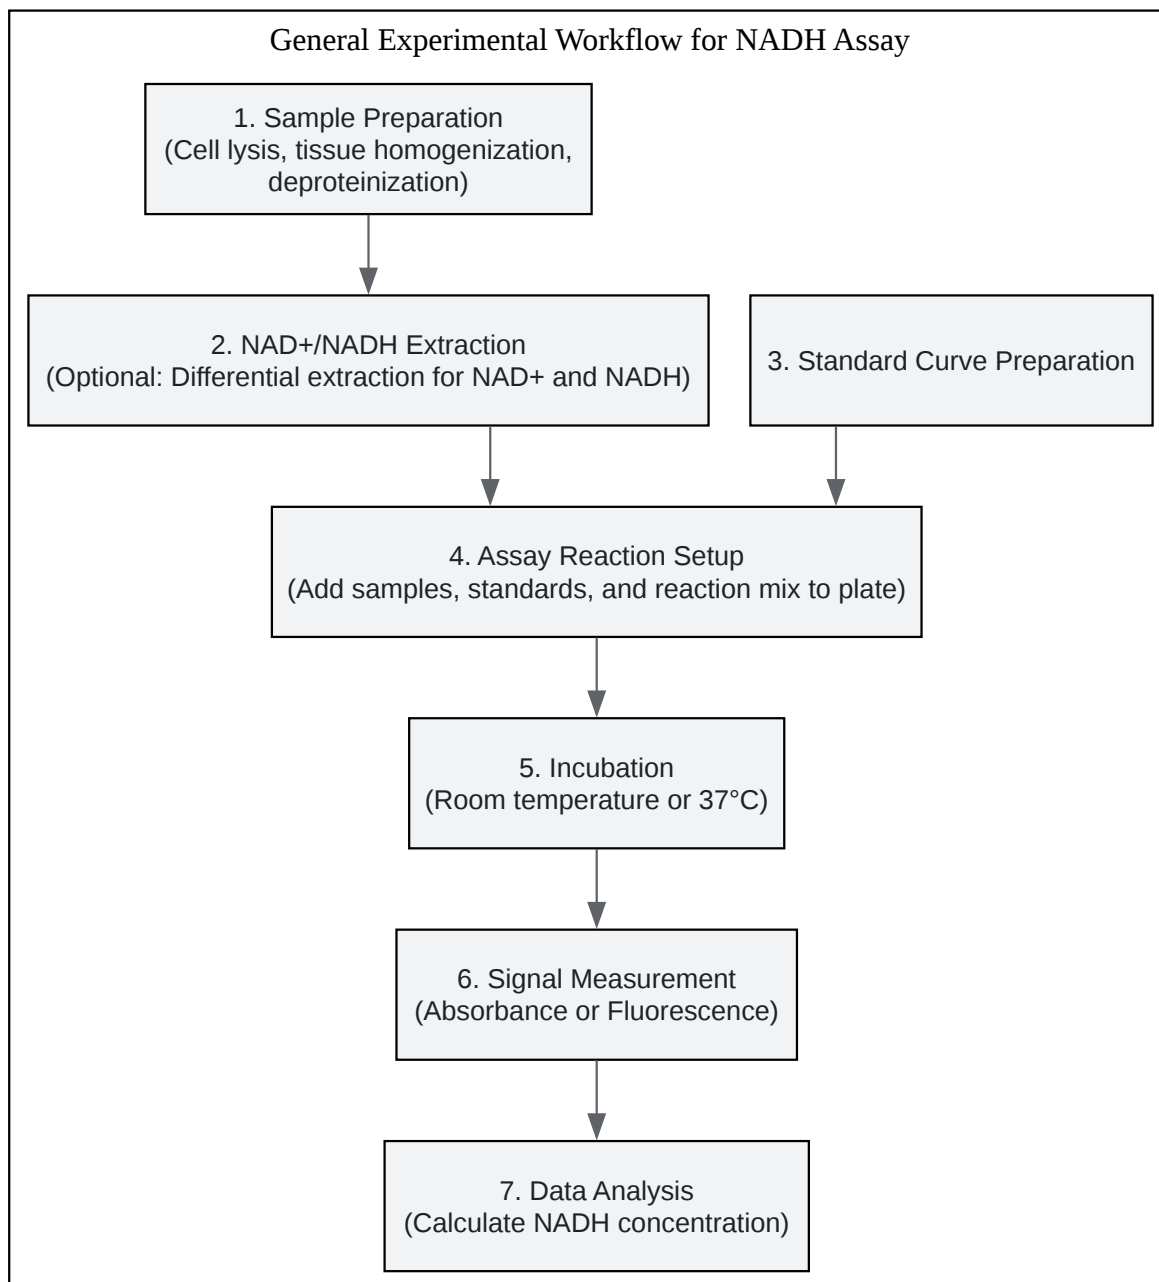 General Experimental Workflow for NADH Assay
1. Sample Preparation
(Cell lysis, tissue homogenization,
deproteinization)
2. NAD+/NADH Extraction
(Optional: Differential extraction for NAD+ and NADH)
3. Standard Curve Preparation
4. Assay Reaction Setup
(Add samples, standards, and reaction mix to plate)
5. Incubation
(Room temperature or 37°C)
6. Signal Measurement
(Absorbance or Fluorescence)
7. Data Analysis
(Calculate NADH concentration)